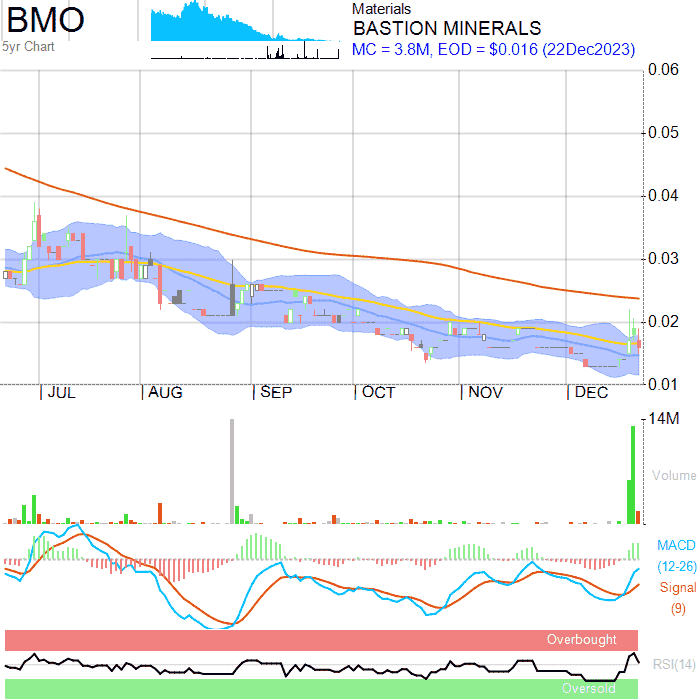 BMO
5yr Chart
Materials
BASTION MINERALS
MC = 3.8M, EOD = $0.016 (22Dec2023)
0.06
0.05
0.04
0.03
0.02
0.01
JUL AUG SEP OCT NOV DEC
14M
Volume
MACD
(12-26)
Signal
(9)
Overbought
RSI(14)
Oversold